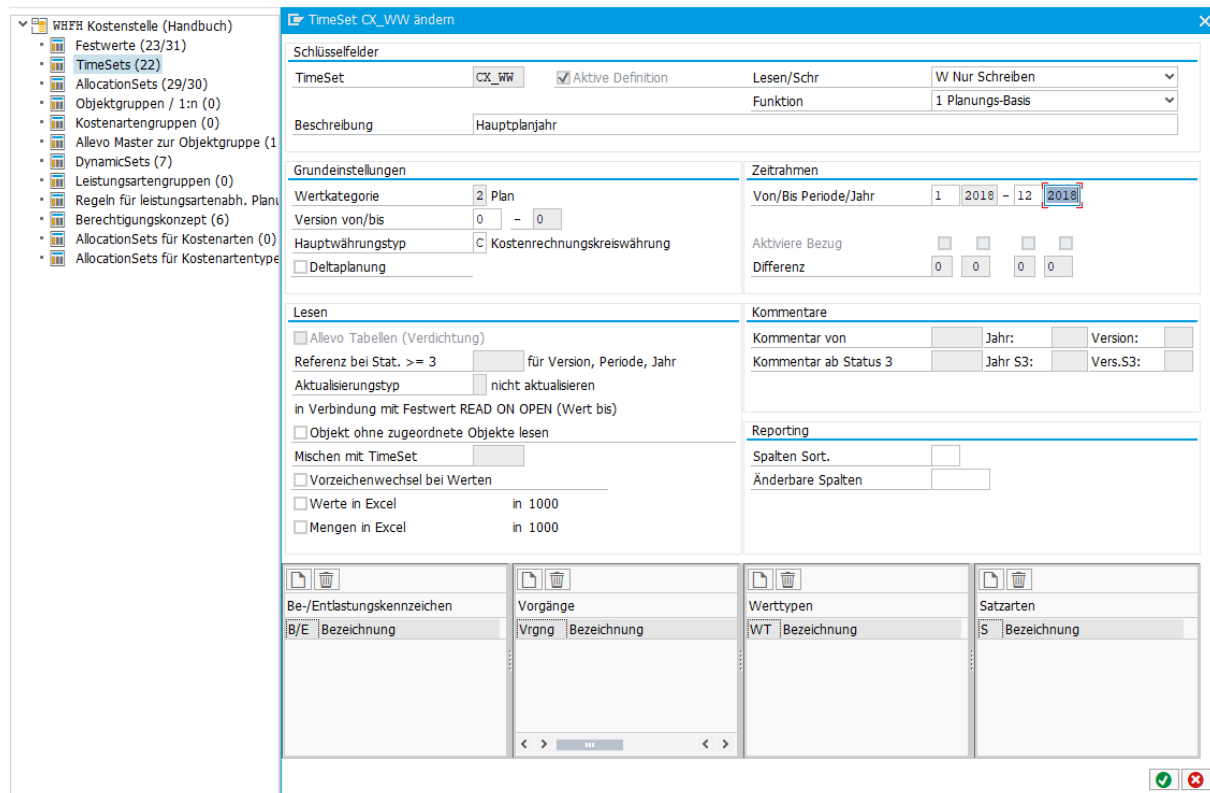 WHFH Kostenstelle (Handbuch)
Festwerte (23/31)
TimeSets (22)
AllocationSets (29/30)
Objektgruppen / 1:n (0)
Kostenartengruppen (0)
Allevo Master zur Objektgruppe (1
DynamicSets (7)
Leistungsartengruppen (0)
Regeln für leistungsartenabh. Planu
Berechtigungskonzept (6)
AllocationSets für Kostenarten (0)
AllocationSets für Kostenartentype
TimeSet CX_WW ändern
Schlüsselfelder
TimeSet CX_WW Aktive Definition Lesen/Schr W Nur Schreiben
Funktion 1 Planungs-Basis
Beschreibung Hauptplanjahr
Grundeinstellungen
Wertkategorie 2 Plan
Version von/bis 0 - 0
Hauptwährungstyp C Kostenrechnungskreiswährung
Deltaplanung
Zeitrahmen
Von/Bis Periode/Jahr 1 2018 - 12 2018
Aktiviere Bezug
Differenz 0 0 0 0
Lesen
Allevo Tabellen (Verdichtung)
Referenz bei Stat. >= 3 für Version, Periode, Jahr
Aktualisierungstyp nicht aktualisieren
in Verbindung mit Festwert READ ON OPEN (Wert bis)
Objekt ohne zugeordnete Objekte lesen
Mischen mit TimeSet
Vorzeichenwechsel bei Werten
Werte in Excel in 1000
Mengen in Excel in 1000
Kommentare
Kommentar von Jahr: Version:
Kommentar ab Status 3 Jahr S3: Vers.S3:
Reporting
Spalten Sort.
Änderbare Spalten
Be-/Entlastungskennzeichen
B/E Bezeichnung
Vorgänge
Vrgng Bezeichnung
Werttypen
WT Bezeichnung
Satzarten
S Bezeichnung